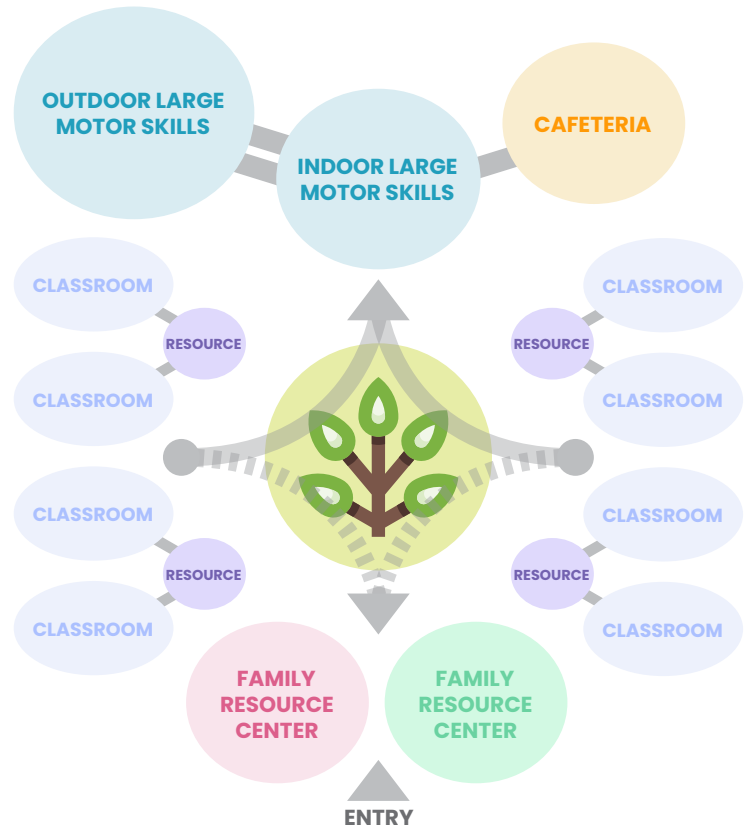 OUTDOOR LARGE
MOTOR SKILLS
INDOOR LARGE
MOTOR SKILLS
CAFETERIA
CLASSROOM
RESOURCE
CLASSROOM
CLASSROOM
RESOURCE
CLASSROOM
CLASSROOM
RESOURCE
CLASSROOM
CLASSROOM
RESOURCE
CLASSROOM
FAMILY
RESOURCE
CENTER
FAMILY
RESOURCE
CENTER
ENTRY